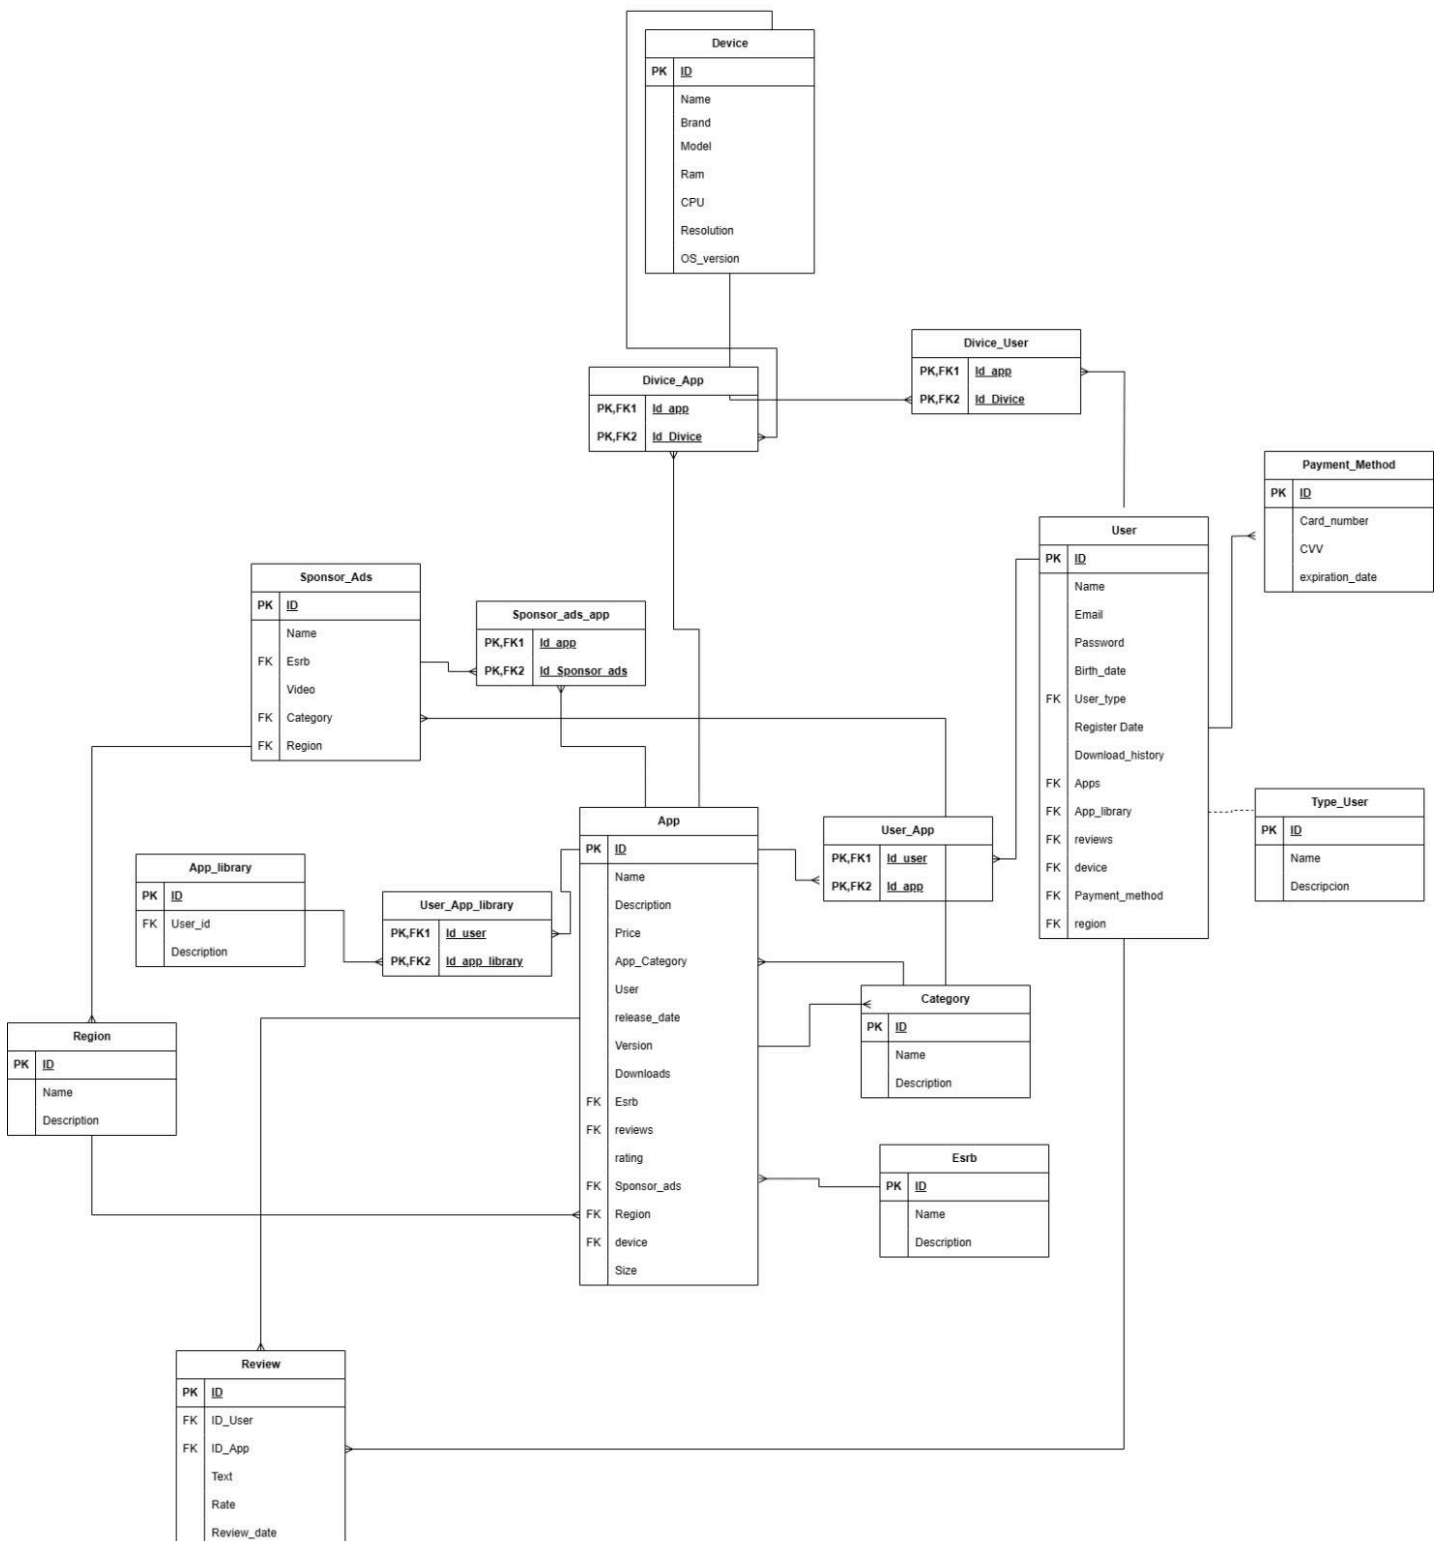 Device
PK ID
Name
Brand
Model
Ram
CPU
Resolution
OS_version
Divice_User
PK,FK1 Id_app
PK,FK2 Id_Divice
Divice_App
PK,FK1 Id_app
PK,FK2 Id_Divice
Payment_Method
PK ID
Card_number
CVV
expiration_date
User
PK ID
Name
Email
Password
Birth_date
FK User_type
Register Date
Download_history
FK Apps
FK App_library
FK reviews
FK device
FK Payment_method
FK region
Sponsor_Ads
PK ID
Name
FK Esrb
Video
FK Category
FK Region
Sponsor_ads_app
PK,FK1 Id_app
PK,FK2 Id_Sponsor_ads
Type_User
PK ID
Name
Descripcion
App
PK ID
Name
Description
Price
App_Category
User
release_date
Version
Downloads
FK Esrb
FK reviews
rating
FK Sponsor_ads
FK Region
FK device
Size
User_App
PK,FK1 Id_user
PK,FK2 Id_app
App_library
PK ID
FK User_id
Description
User_App_library
PK,FK1 Id_user
PK,FK2 Id_app_library
Category
PK ID
Name
Description
Region
PK ID
Name
Description
Esrb
PK ID
Name
Description
Review
PK ID
FK ID_User
FK ID_App
Text
Rate
Review_date